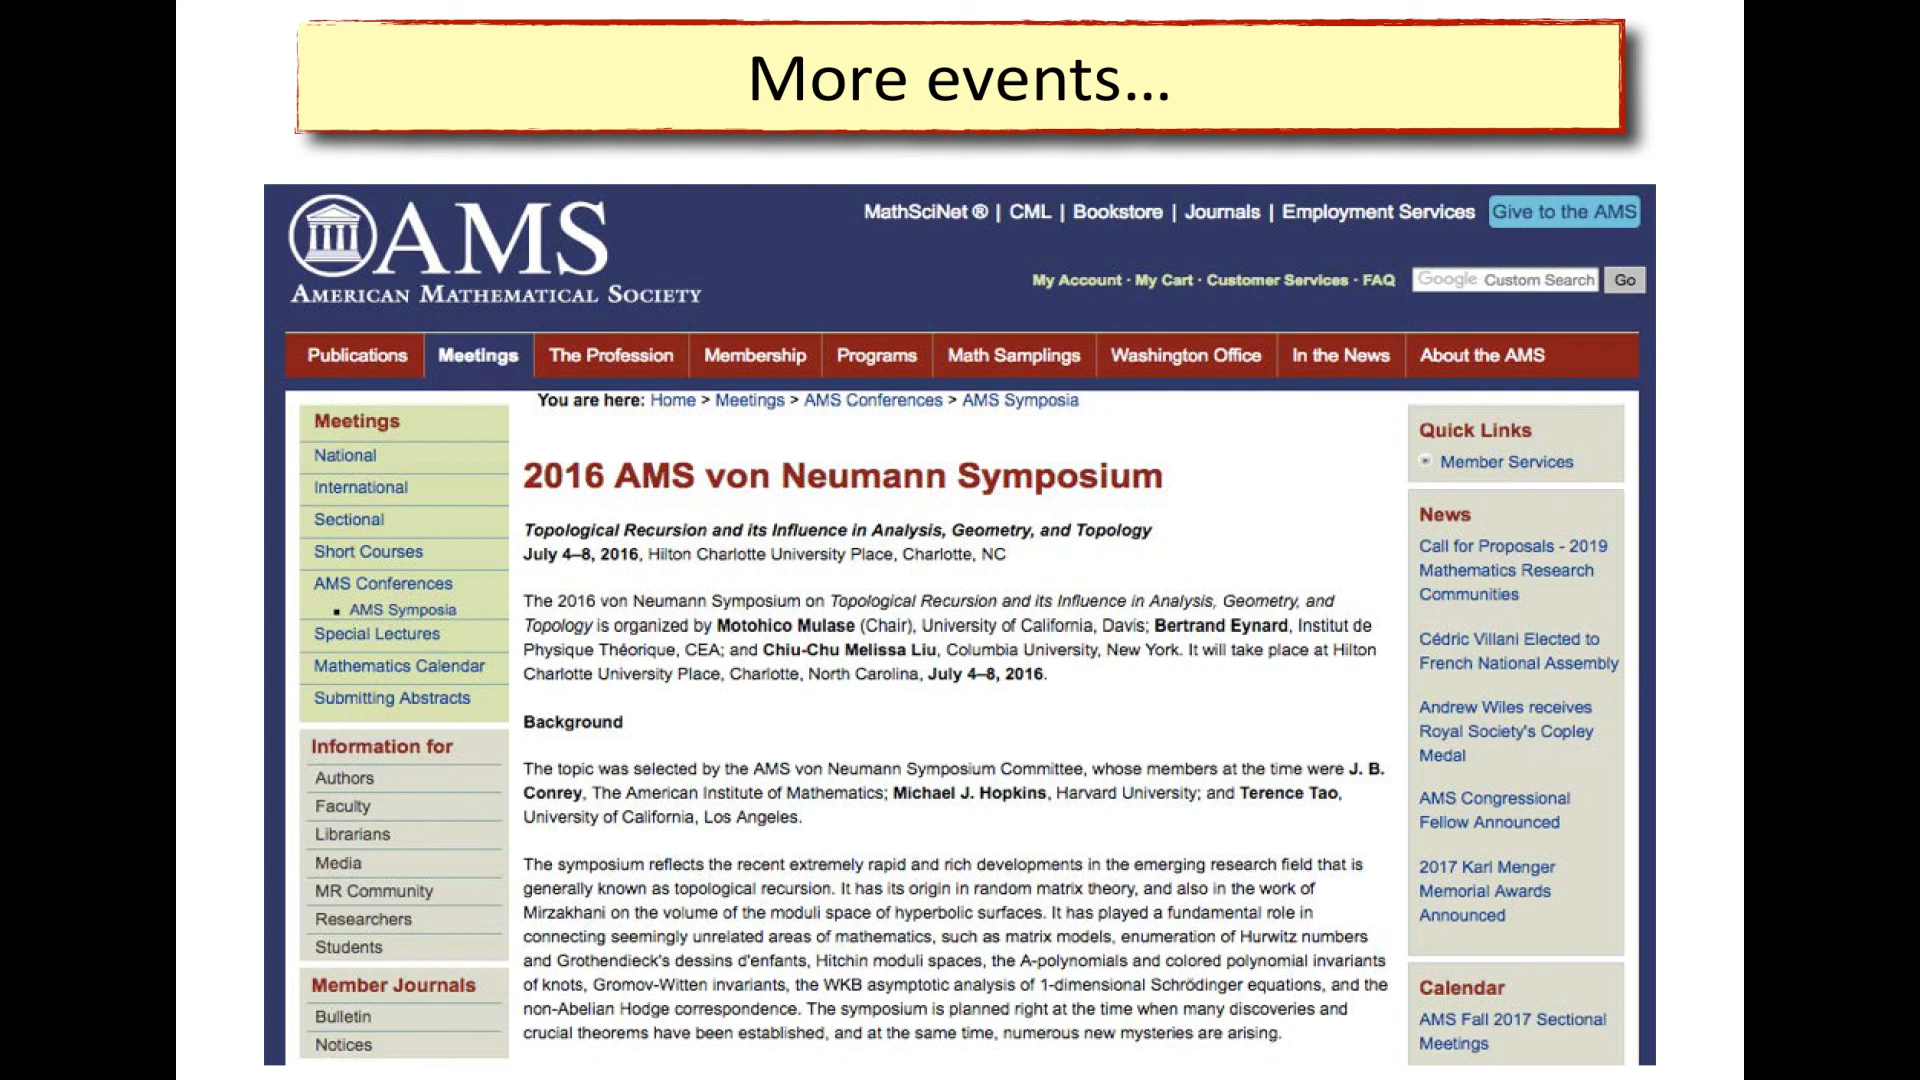 More events...
AMS
AMERICAN MATHEMATICAL SOCIETY
MathSciNet ® | CML | Bookstore | Journals | Employment Services
Give to the AMS
My Account · My Cart · Customer Services · FAQ
Google Custom Search
Go
Publications
Meetings
The Profession
Membership
Programs
Math Samplings
Washington Office
In the News
About the AMS
Meetings
National
International
Sectional
Short Courses
AMS Conferences
AMS Symposia
Special Lectures
Mathematics Calendar
Submitting Abstracts
Information for
Authors
Faculty
Librarians
Media
MR Community
Researchers
Students
Member Journals
Bulletin
Notices
You are here: Home > Meetings > AMS Conferences > AMS Symposia
2016 AMS von Neumann Symposium
Topological Recursion and its Influence in Analysis, Geometry, and Topology
July 4–8, 2016, Hilton Charlotte University Place, Charlotte, NC
The 2016 von Neumann Symposium on Topological Recursion and its Influence in Analysis, Geometry, and
Topology is organized by Motohico Mulase (Chair), University of California, Davis; Bertrand Eynard, Institut de
Physique Théorique, CEA; and Chiu-Chu Melissa Liu, Columbia University, New York. It will take place at Hilton
Charlotte University Place, Charlotte, North Carolina, July 4–8, 2016.
Background
The topic was selected by the AMS von Neumann Symposium Committee, whose members at the time were J. B.
Conrey, The American Institute of Mathematics; Michael J. Hopkins, Harvard University; and Terence Tao,
University of California, Los Angeles.
The symposium reflects the recent extremely rapid and rich developments in the emerging research field that is
generally known as topological recursion. It has its origin in random matrix theory, and also in the work of
Mirzakhani on the volume of the moduli space of hyperbolic surfaces. It has played a fundamental role in
connecting seemingly unrelated areas of mathematics, such as matrix models, enumeration of Hurwitz numbers
and Grothendieck's dessins d'enfants, Hitchin moduli spaces, the A-polynomials and colored polynomial invariants
of knots, Gromov-Witten invariants, the WKB asymptotic analysis of 1-dimensional Schrödinger equations, and the
non-Abelian Hodge correspondence. The symposium is planned right at the time when many discoveries and
crucial theorems have been established, and at the same time, numerous new mysteries are arising.
Quick Links
Member Services
News
Call for Proposals - 2019
Mathematics Research
Communities
Cédric Villani Elected to
French National Assembly
Andrew Wiles receives
Royal Society's Copley
Medal
AMS Congressional
Fellow Announced
2017 Karl Menger
Memorial Awards
Announced
Calendar
AMS Fall 2017 Sectional
Meetings